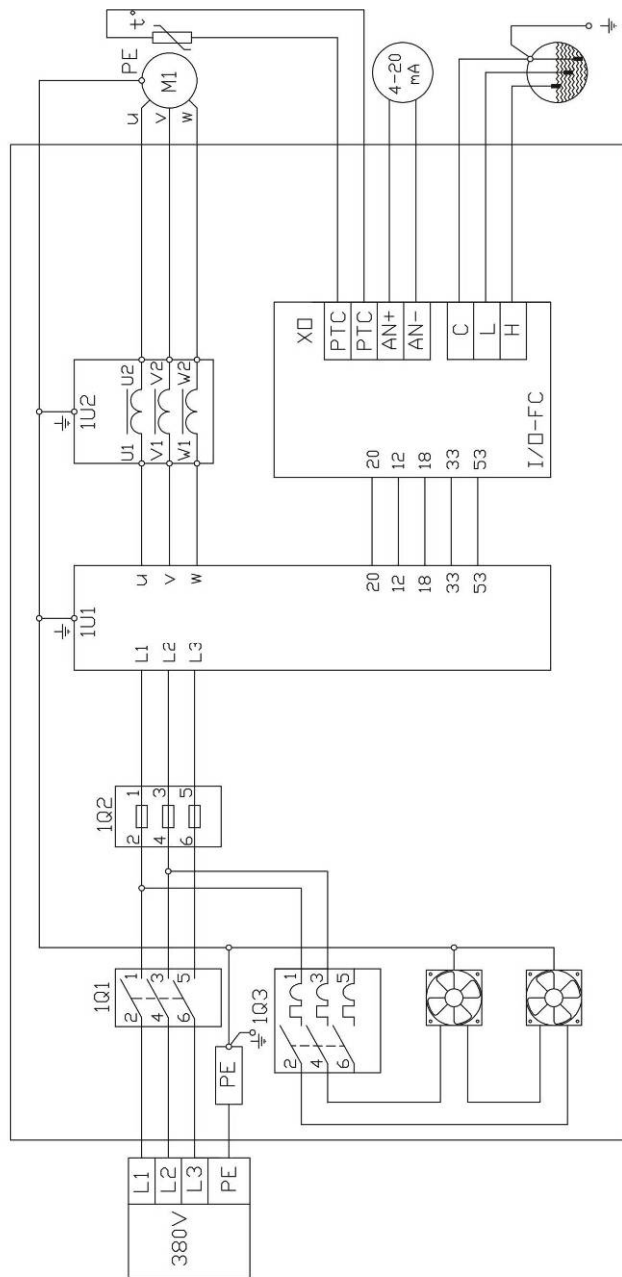 380V
L1
L2
L3
PE
1Q1
2 1
4 3
6 5
PE
1Q2
2 1
4 3
6 5
1Q3
2 1
4 3
6 5
1U1
L1 u
L2 v
L3 w
20
12
18
33
53
1U2
U1 U2
V1 V2
W1 W2
u
v
w
PE
M1
t°
I/O-FC
XO
20
12
18
33
53
PTC
PTC
AN+
AN-
C
L
H
4-20
mA